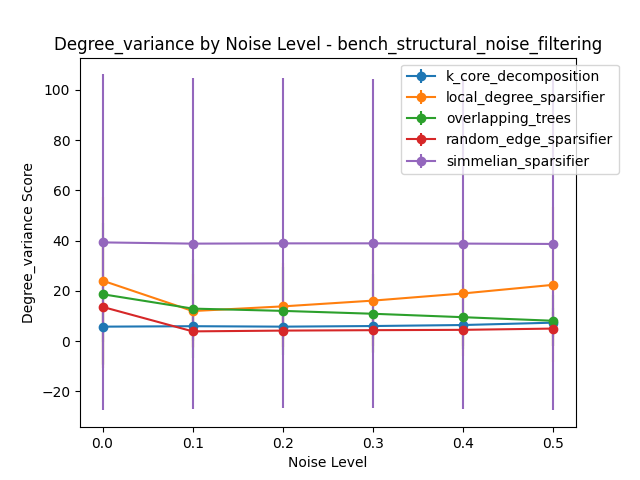 Degree_variance by Noise Level - bench_structural_noise_filtering
k_core_decomposition
local_degree_sparsifier
overlapping_trees
random_edge_sparsifier
simmelian_sparsifier
Degree_variance Score
100
80
60
40
20
0
−20
0.0 0.1 0.2 0.3 0.4 0.5
Noise Level